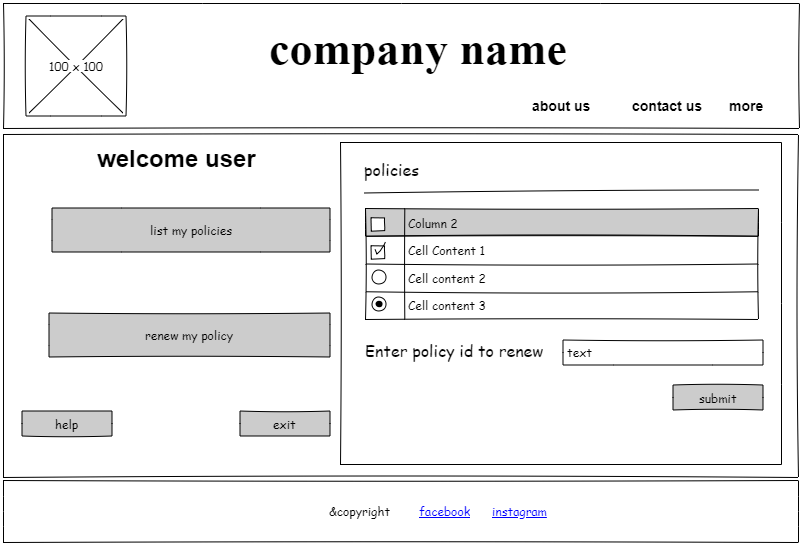 100 x 100
company name
about us contact us more
welcome user
list my policies
renew my policy
help exit
policies
Column 2
Cell Content 1
Cell content 2
Cell content 3
Enter policy id to renew text
submit
&copyright facebook instagram